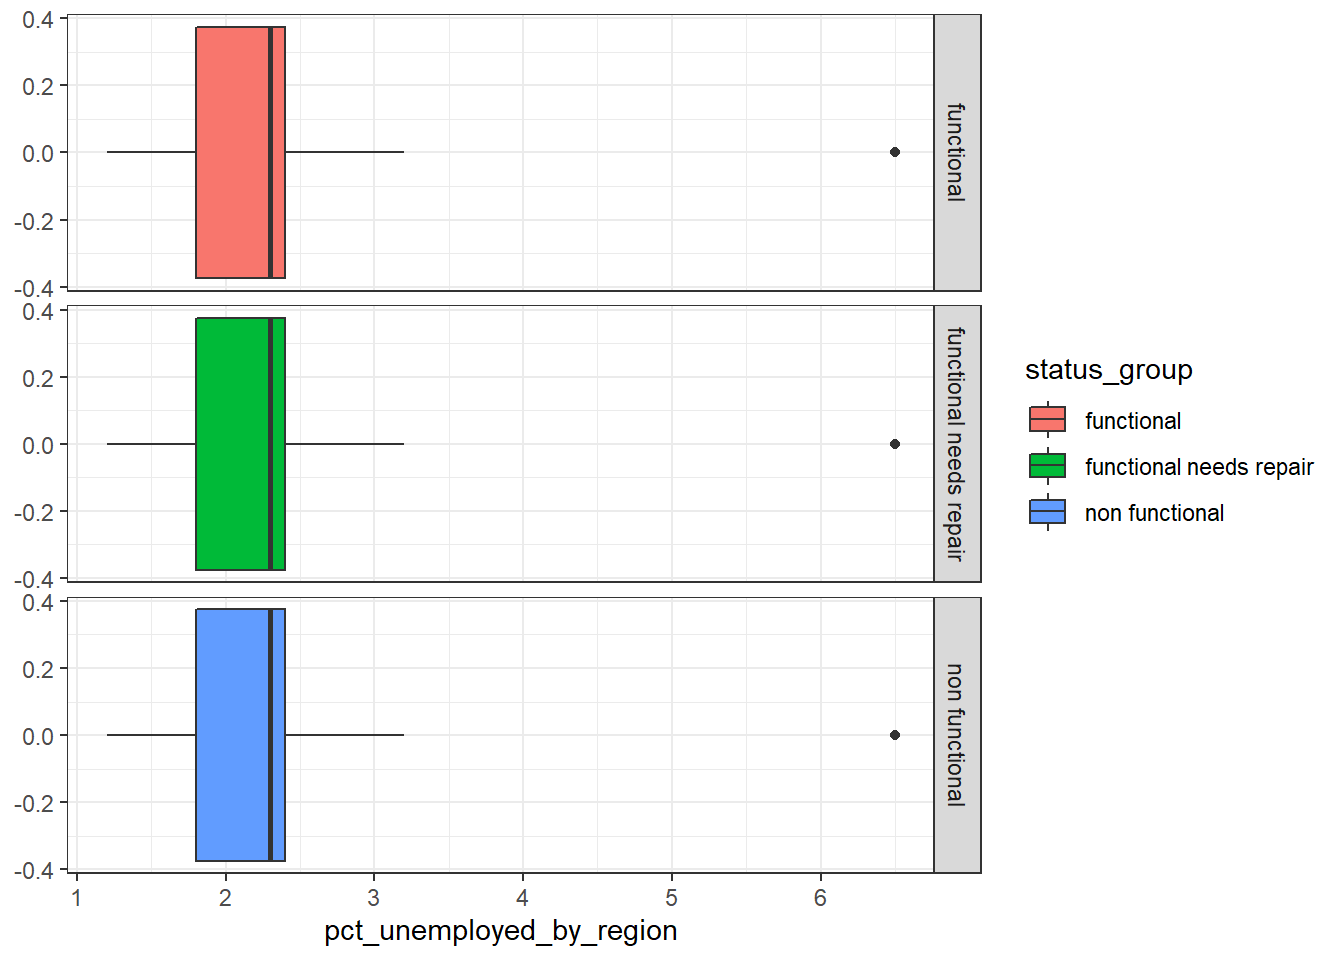 0.4
0.2
0.0
-0.2
-0.4
functional
0.4
0.2
0.0
-0.2
-0.4
functional needs repair
0.4
0.2
0.0
-0.2
-0.4
non functional
1 2 3 4 5 6
pct_unemployed_by_region
status_group
functional
functional needs repair
non functional